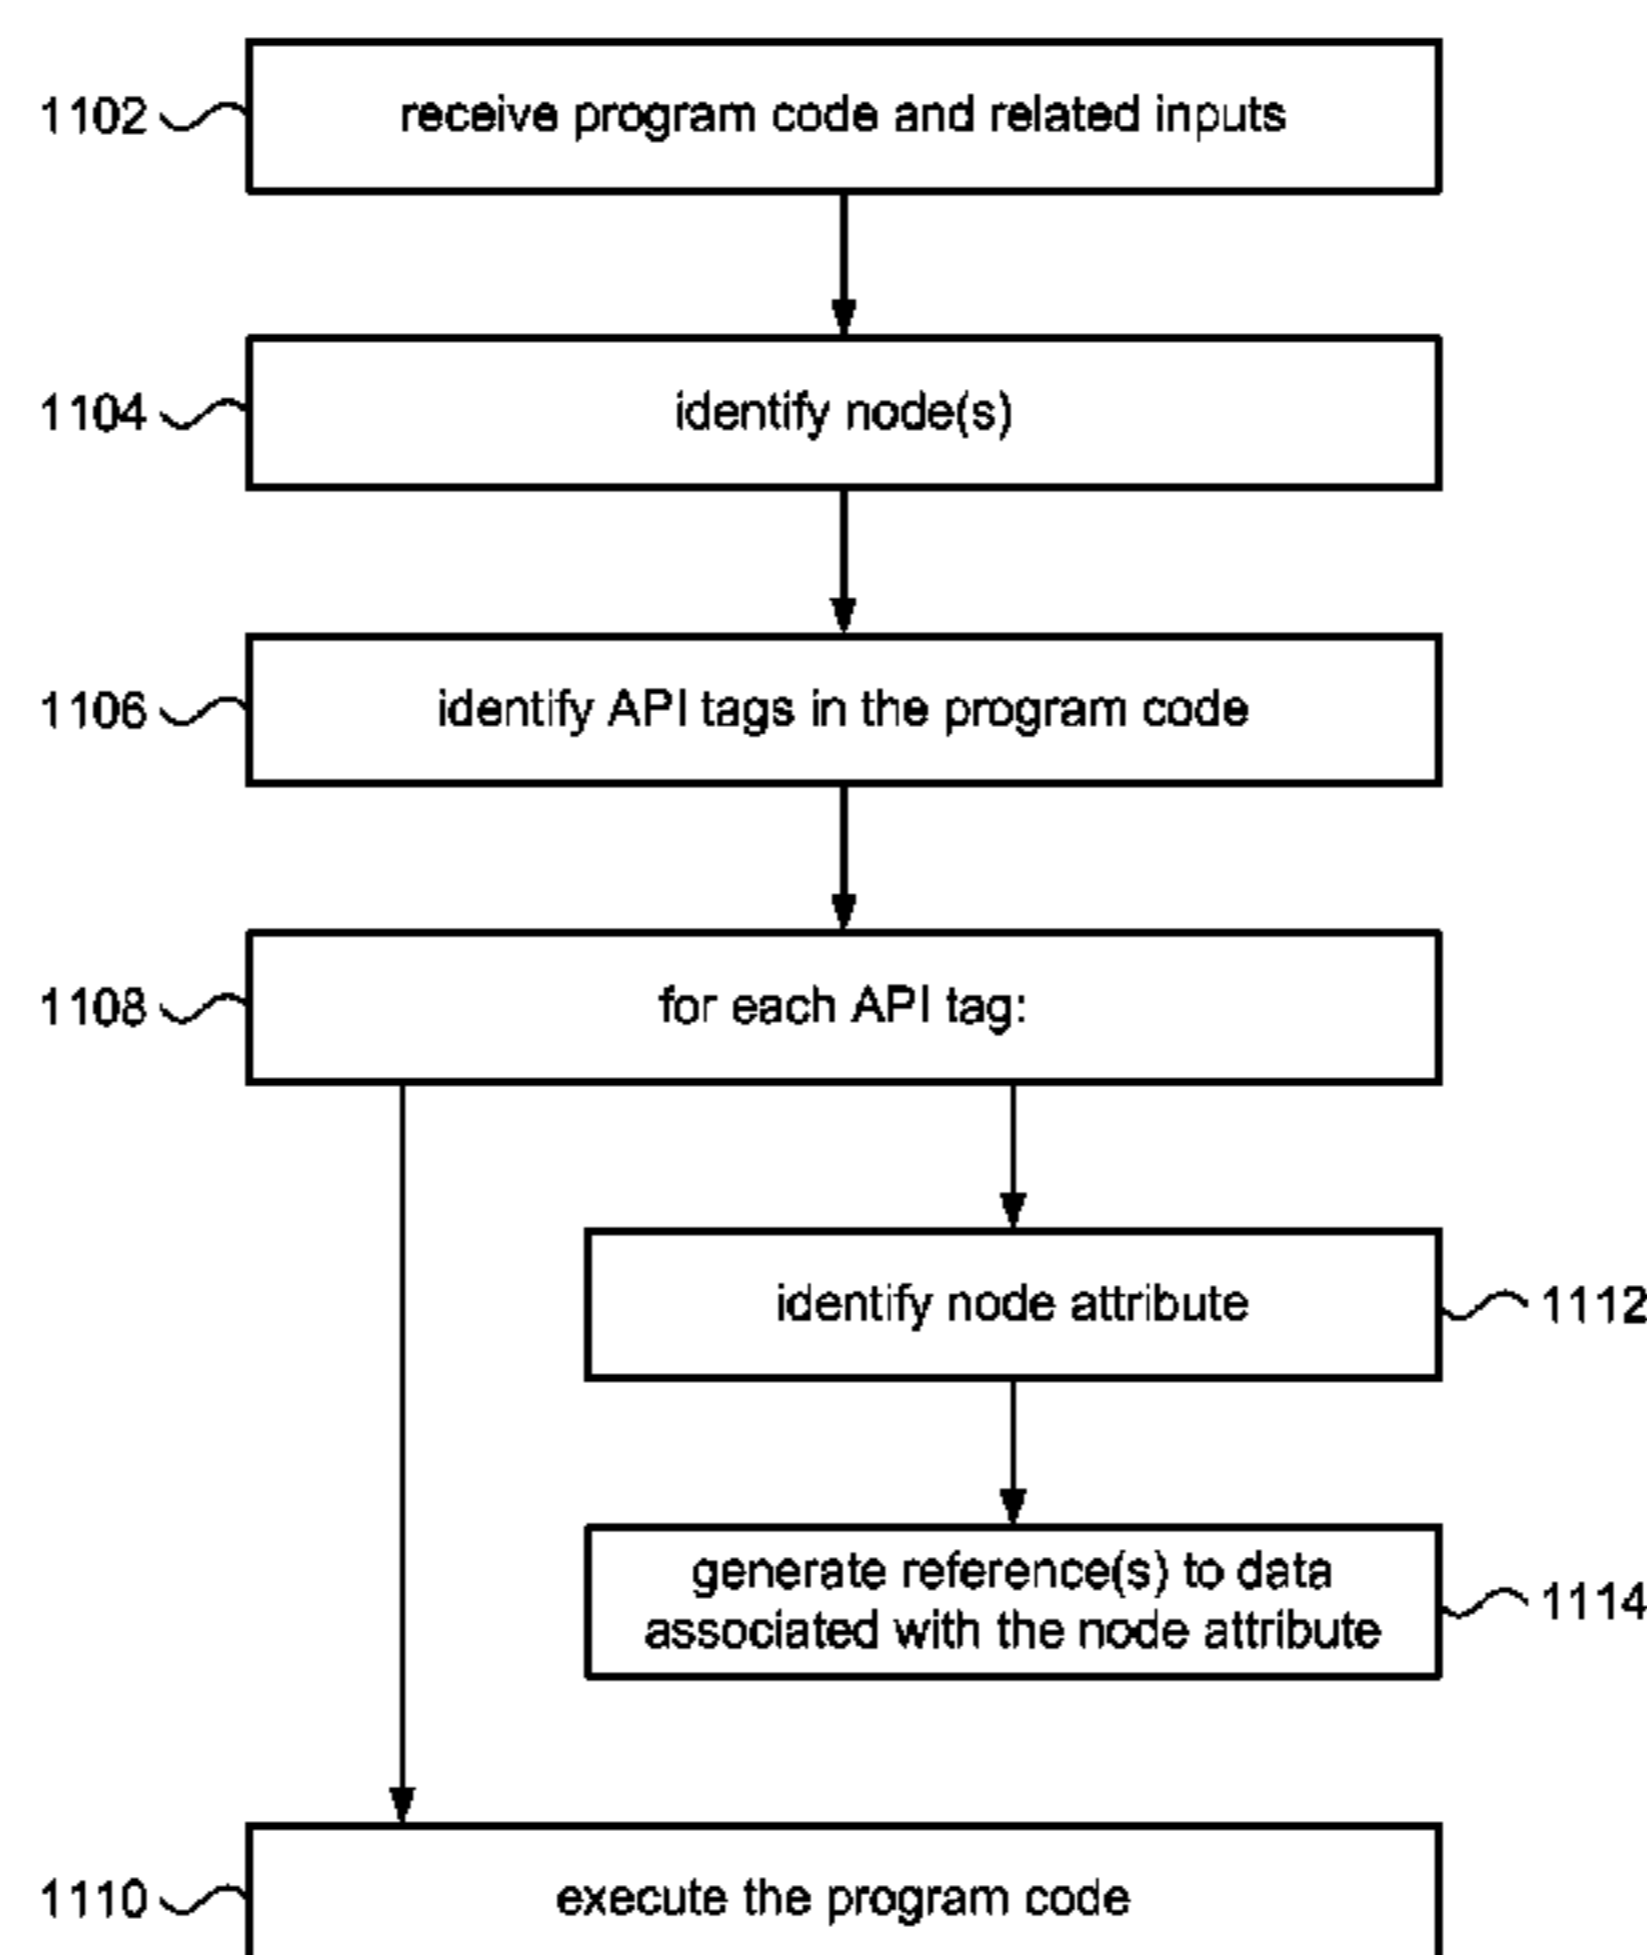 1102
receive program code and related inputs
1104
identify node(s)
1106
identify API tags in the program code
1108
for each API tag:
identify node attribute
1112
generate reference(s) to data
associated with the node attribute
1114
1110
execute the program code